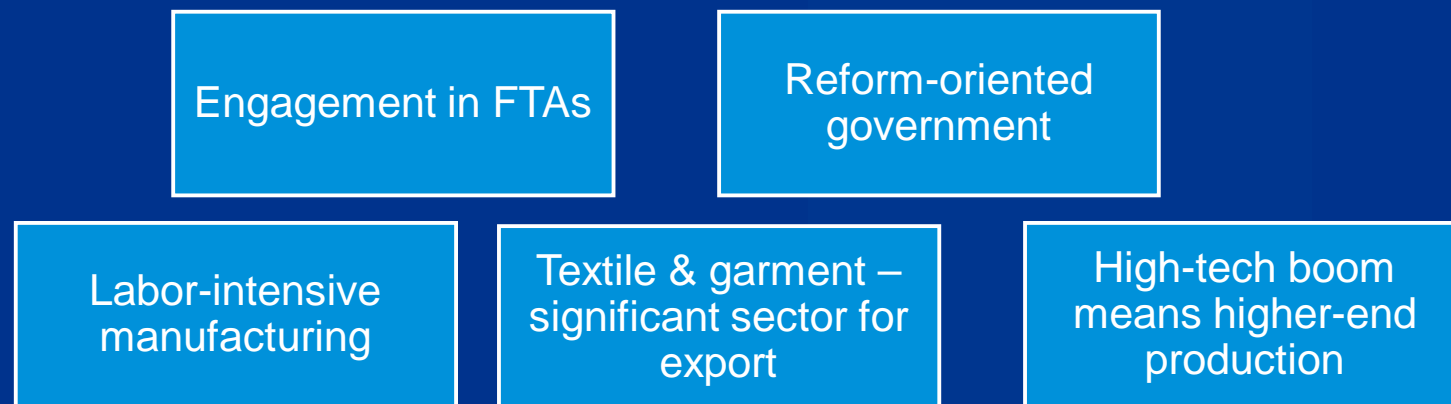 Engagement in FTAs
Reform-oriented
government
Labor-intensive
manufacturing
Textile & garment –
significant sector for
export
High-tech boom
means higher-end
production